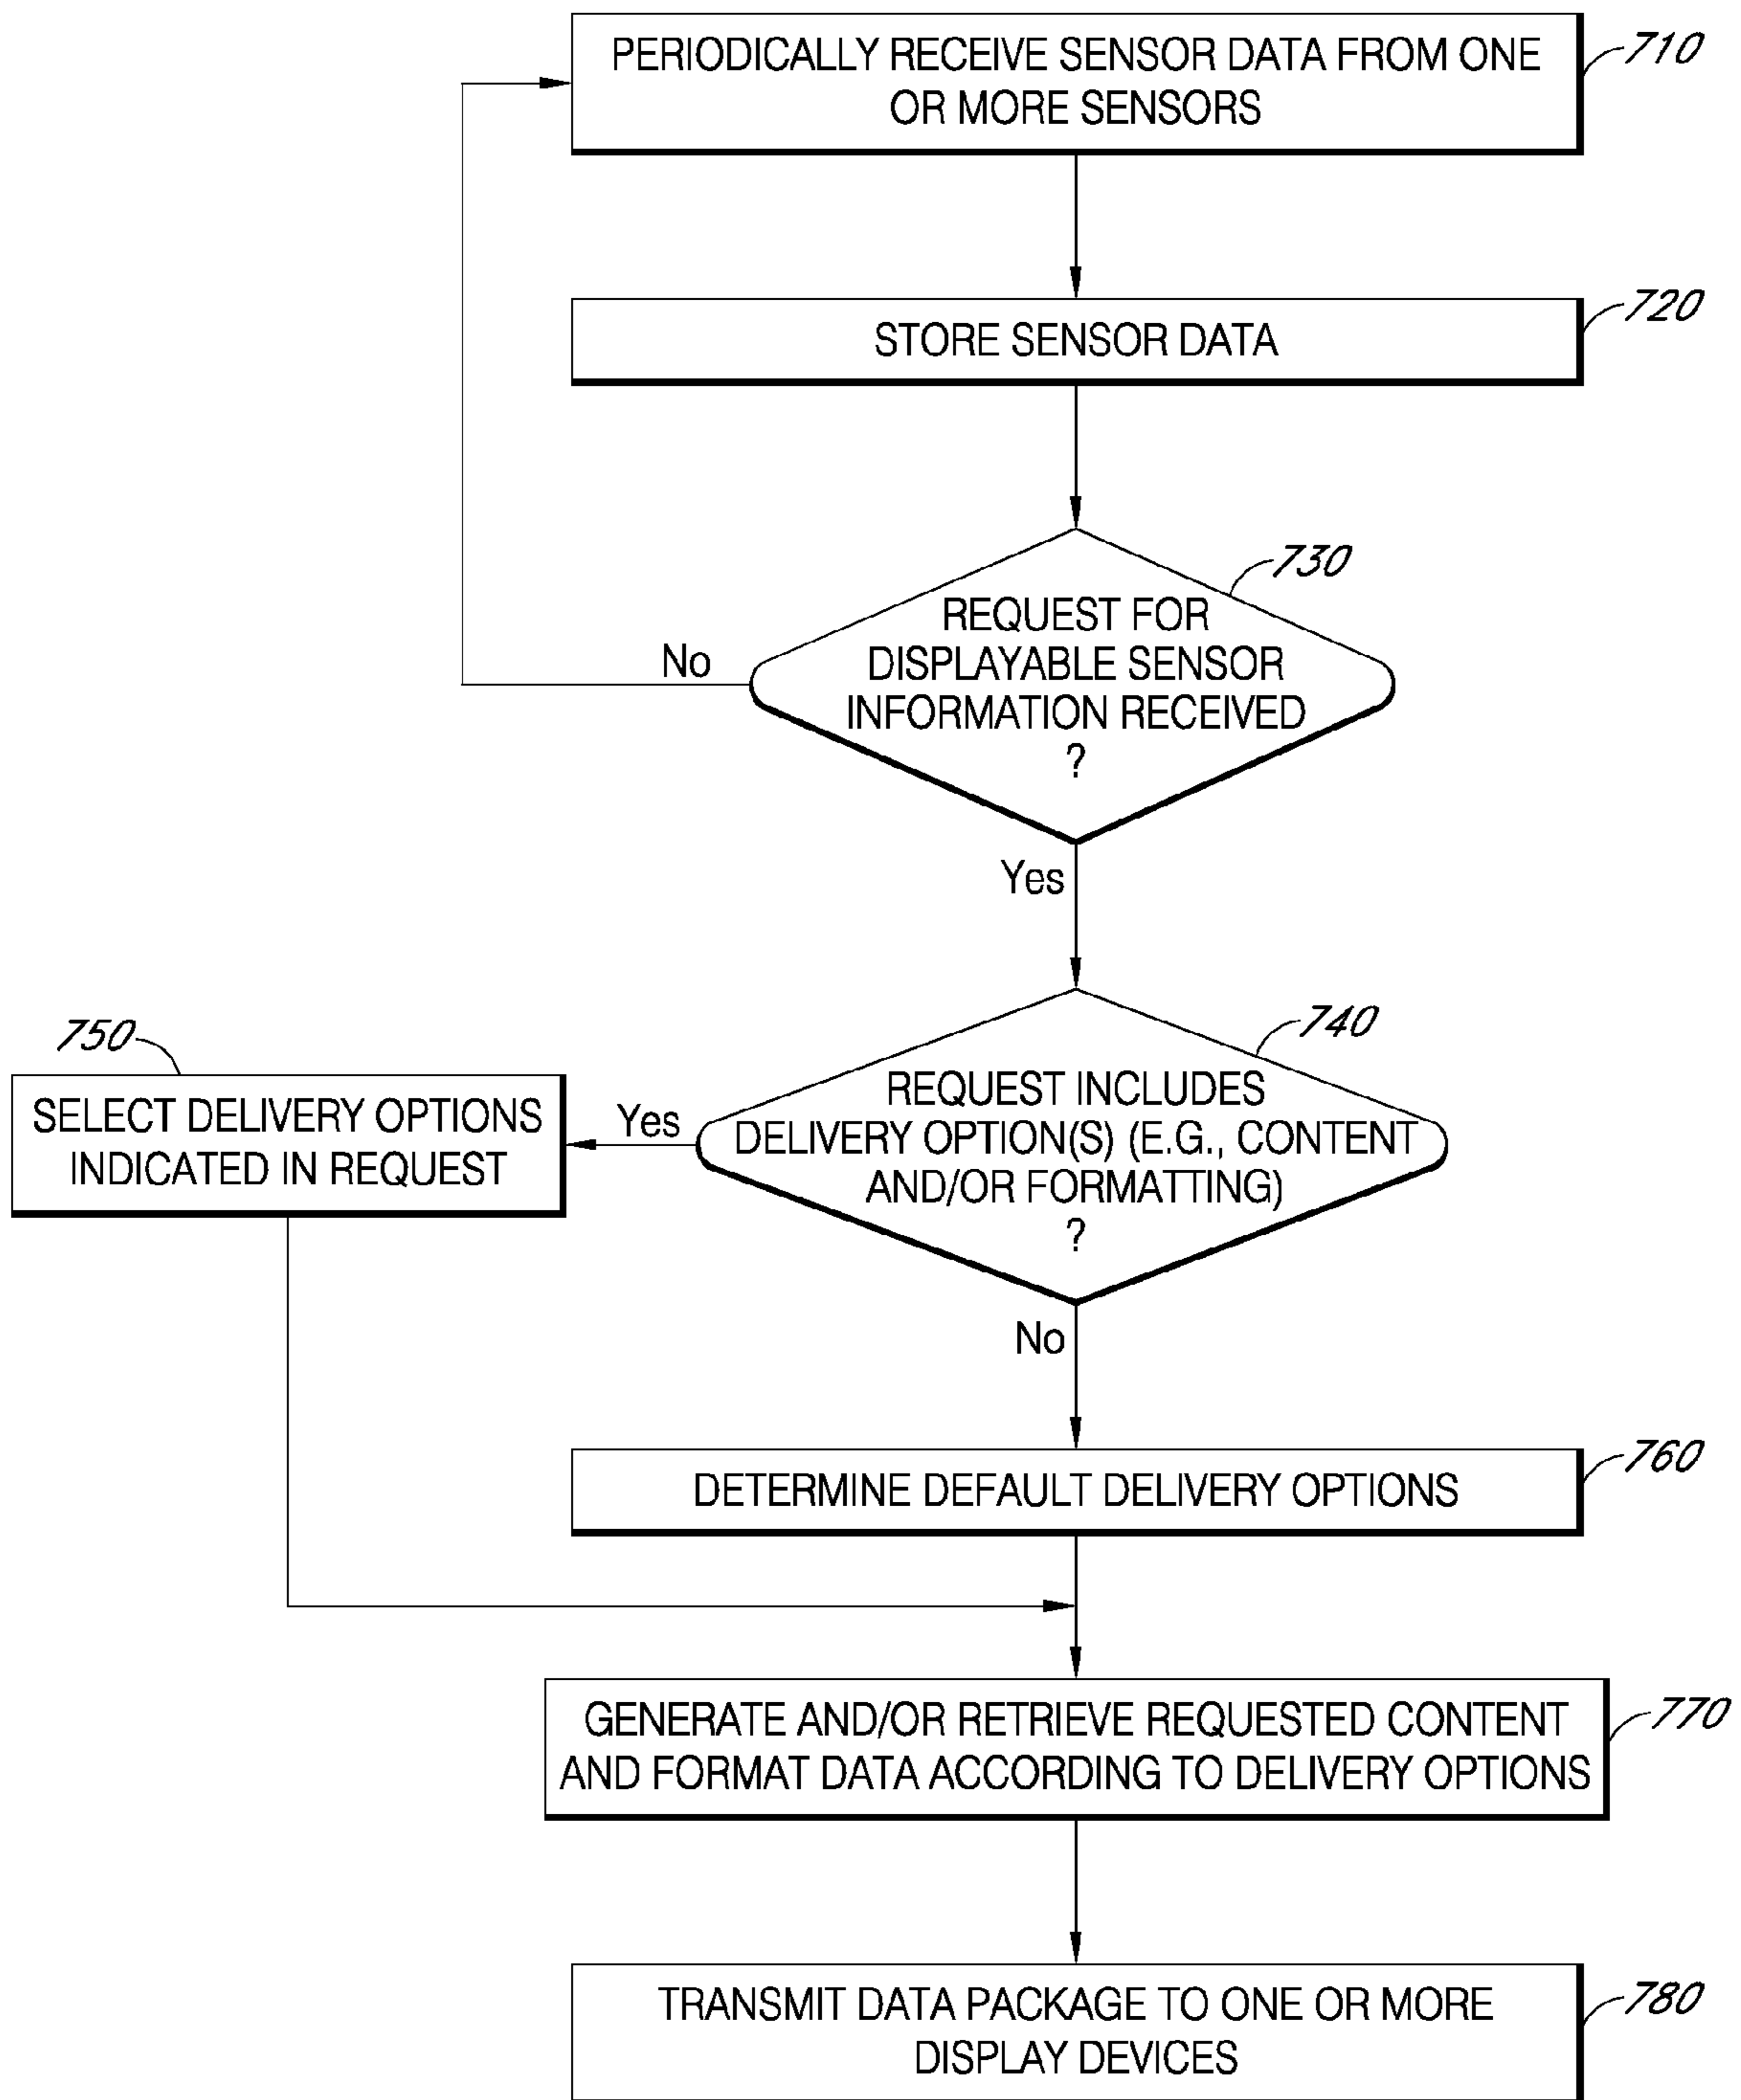 PERIODICALLY RECEIVE SENSOR DATA FROM ONE
OR MORE SENSORS
710
STORE SENSOR DATA
720
REQUEST FOR
DISPLAYABLE SENSOR
INFORMATION RECEIVED
?
730
No
Yes
REQUEST INCLUDES
DELIVERY OPTION(S) (E.G., CONTENT
AND/OR FORMATTING)
?
740
Yes
750
SELECT DELIVERY OPTIONS
INDICATED IN REQUEST
No
DETERMINE DEFAULT DELIVERY OPTIONS
760
GENERATE AND/OR RETRIEVE REQUESTED CONTENT
AND FORMAT DATA ACCORDING TO DELIVERY OPTIONS
770
TRANSMIT DATA PACKAGE TO ONE OR MORE
DISPLAY DEVICES
780